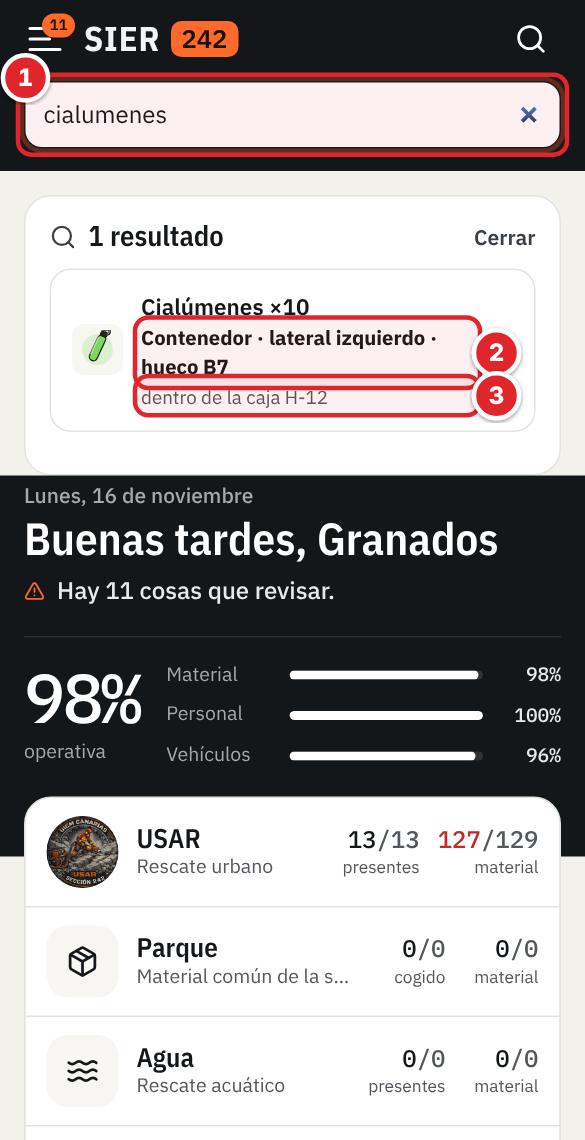 11
SIER 242
1
cialumenes
1 resultado
Cerrar
Cialúmenes ×10
Contenedor · lateral izquierdo ·
hueco B7
2
dentro de la caja H-12
3
Lunes, 16 de noviembre
Buenas tardes, Granados
Hay 11 cosas que revisar.
98%
operativa
Material 98%
Personal 100%
Vehículos 96%
USAR
Rescate urbano
13/13 127/129
presentes material
Parque
Material común de la s...
0/0 0/0
cogido material
Agua
Rescate acuático
0/0 0/0
presentes material